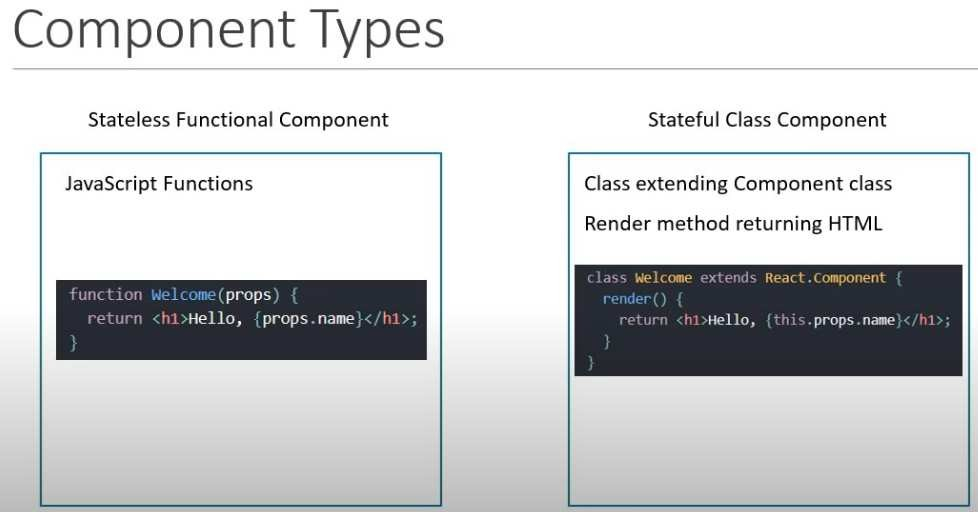 Component Types
Stateless Functional Component
JavaScript Functions
function Welcome(props) {
  return <h1>Hello, {props.name}</h1>;
}
Stateful Class Component
Class extending Component class
Render method returning HTML
class Welcome extends React.Component {
  render() {
    return <h1>Hello, {this.props.name}</h1>;
  }
}